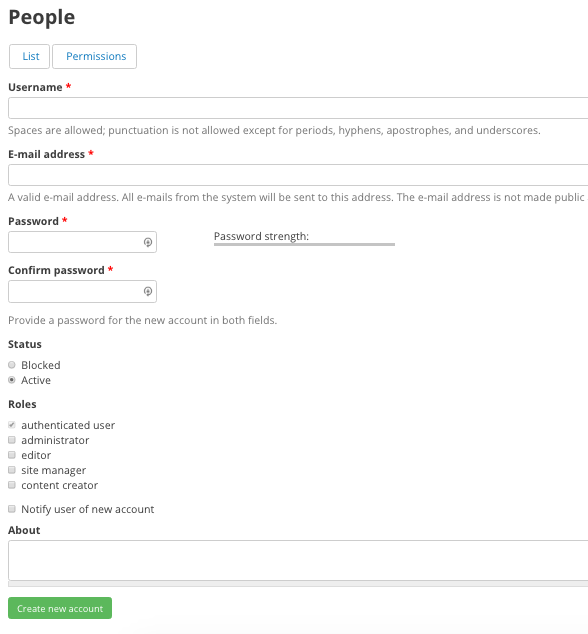 People
List Permissions
Username *
Spaces are allowed; punctuation is not allowed except for periods, hyphens, apostrophes, and underscores.
E-mail address *
A valid e-mail address. All e-mails from the system will be sent to this address. The e-mail address is not made public
Password *
Password strength:
Confirm password *
Provide a password for the new account in both fields.
Status
Blocked
Active
Roles
authenticated user
administrator
editor
site manager
content creator
Notify user of new account
About
Create new account